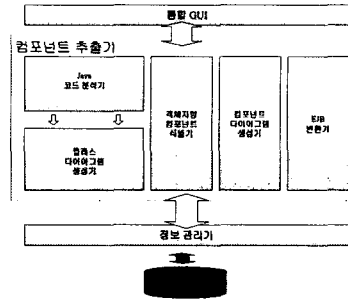 통합 GUI
컴포넌트 추출기
Java
코드 분석기
클래스
다이어그램
생성기
객체지향
컴포넌트
식별기
컴포넌트
다이어그램
생성기
EJB
변환기
정보 관리기